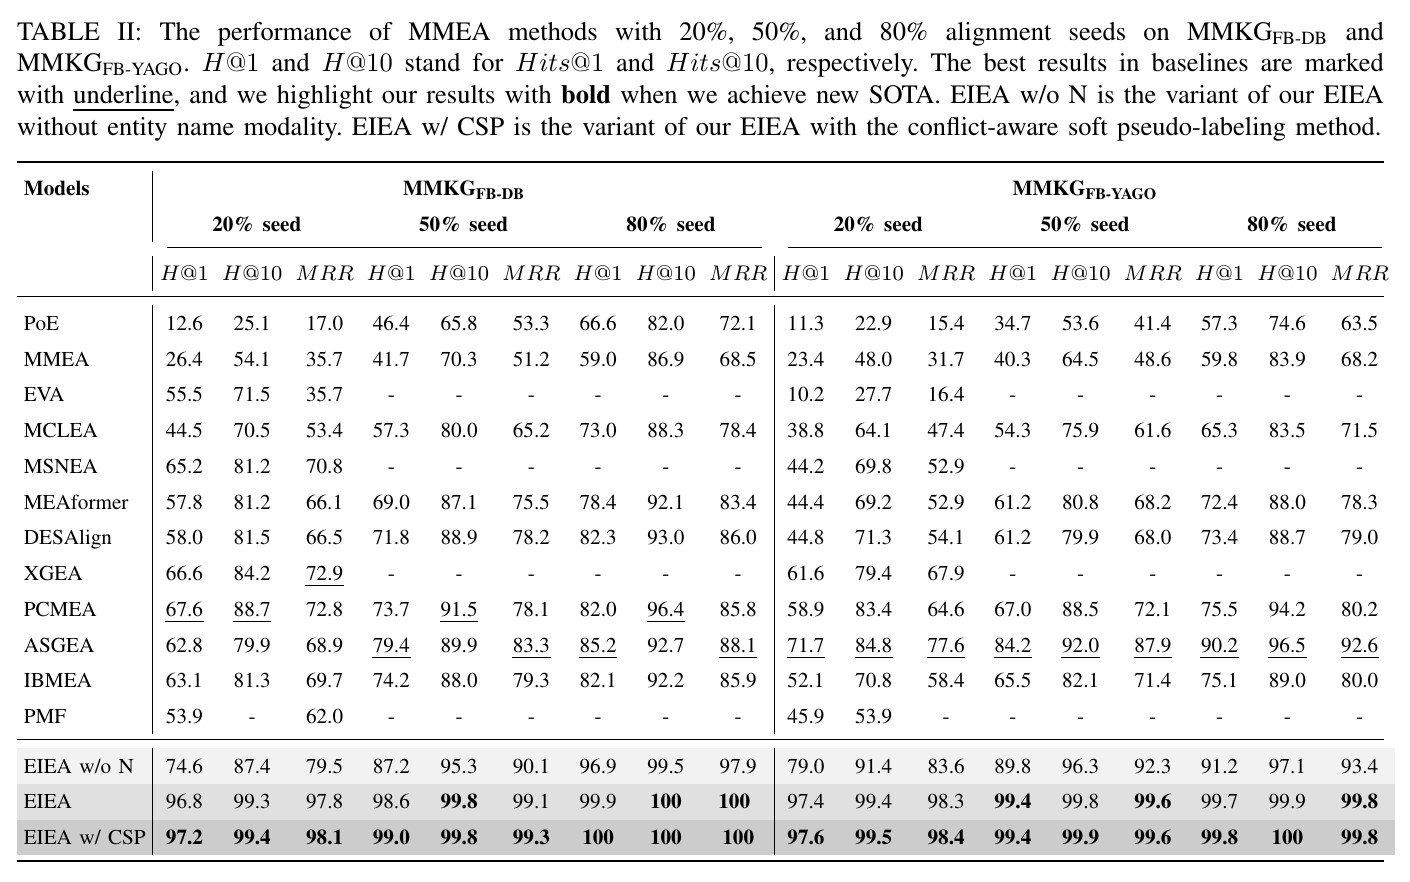 TABLE II: The performance of MMEA methods with 20%, 50%, and 80% alignment seeds on MMKG_FB-DB and
MMKG_FB-YAGO. H@1 and H@10 stand for Hits@1 and Hits@10, respectively. The best results in baselines are marked
with underline, and we highlight our results with bold when we achieve new SOTA. EIEA w/o N is the variant of our EIEA
without entity name modality. EIEA w/ CSP is the variant of our EIEA with the conflict-aware soft pseudo-labeling method.
Models MMKG_FB-DB MMKG_FB-YAGO
20% seed 50% seed 80% seed 20% seed 50% seed 80% seed
H@1 H@10 MRR H@1 H@10 MRR H@1 H@10 MRR H@1 H@10 MRR H@1 H@10 MRR H@1 H@10 MRR
PoE 12.6 25.1 17.0 46.4 65.8 53.3 66.6 82.0 72.1 11.3 22.9 15.4 34.7 53.6 41.4 57.3 74.6 63.5
MMEA 26.4 54.1 35.7 41.7 70.3 51.2 59.0 86.9 68.5 23.4 48.0 31.7 40.3 64.5 48.6 59.8 83.9 68.2
EVA 55.5 71.5 35.7 - - - - - - 10.2 27.7 16.4 - - - - - -
MCLEA 44.5 70.5 53.4 57.3 80.0 65.2 73.0 88.3 78.4 38.8 64.1 47.4 54.3 75.9 61.6 65.3 83.5 71.5
MSNEA 65.2 81.2 70.8 - - - - - - 44.2 69.8 52.9 - - - - - -
MEAformer 57.8 81.2 66.1 69.0 87.1 75.5 78.4 92.1 83.4 44.4 69.2 52.9 61.2 80.8 68.2 72.4 88.0 78.3
DESAlign 58.0 81.5 66.5 71.8 88.9 78.2 82.3 93.0 86.0 44.8 71.3 54.1 61.2 79.9 68.0 73.4 88.7 79.0
XGEA 66.6 84.2 72.9 - - - - - - 61.6 79.4 67.9 - - - - - -
PCMEA 67.6 88.7 72.8 73.7 91.5 78.1 82.0 96.4 85.8 58.9 83.4 64.6 67.0 88.5 72.1 75.5 94.2 80.2
ASGEA 62.8 79.9 68.9 79.4 89.9 83.3 85.2 92.7 88.1 71.7 84.8 77.6 84.2 92.0 87.9 90.2 96.5 92.6
IBMEA 63.1 81.3 69.7 74.2 88.0 79.3 82.1 92.2 85.9 52.1 70.8 58.4 65.5 82.1 71.4 75.1 89.0 80.0
PMF 53.9 - 62.0 - - - - - - 45.9 53.9 - - - - - - -
EIEA w/o N 74.6 87.4 79.5 87.2 95.3 90.1 96.9 99.5 97.9 79.0 91.4 83.6 89.8 96.3 92.3 91.2 97.1 93.4
EIEA 96.8 99.3 97.8 98.6 99.8 99.1 99.9 100 100 97.4 99.4 98.3 99.4 99.8 99.6 99.7 99.9 99.8
EIEA w/ CSP 97.2 99.4 98.1 99.0 99.8 99.3 100 100 100 97.6 99.5 98.4 99.4 99.9 99.6 99.8 100 99.8